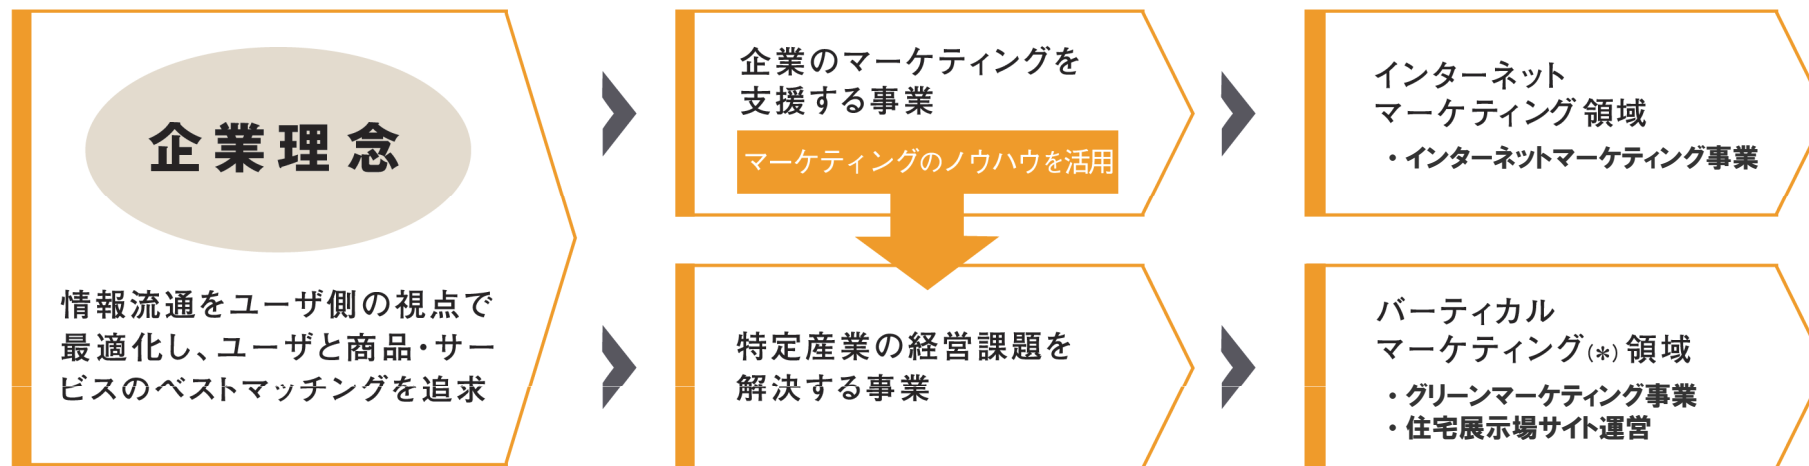 企業理念
情報流通をユーザ側の視点で
最適化し、ユーザと商品・サー
ビスのベストマッチングを追求
企業のマーケティングを
支援する事業
マーケティングのノウハウを活用
特定産業の経営課題を
解決する事業
インターネット
マーケティング領域
・インターネットマーケティング事業
バーティカル
マーケティング(*)領域
・グリーンマーケティング事業
・住宅展示場サイト運営